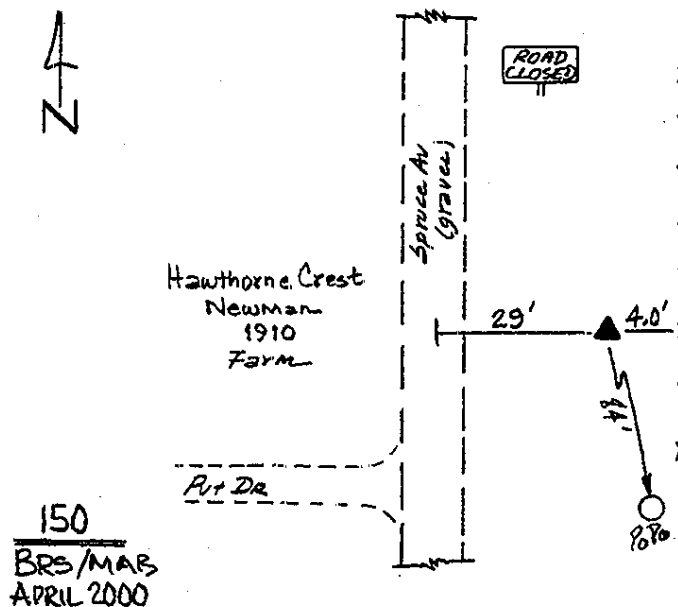 N
ROAD
CLOSED
Spruce Av
(gravel)
Hawthorne Crest
Newman
1910
Farm
29'
4.0'
44'
Pvt DR
PoPo
150
BRS/MAB
APRIL 2000